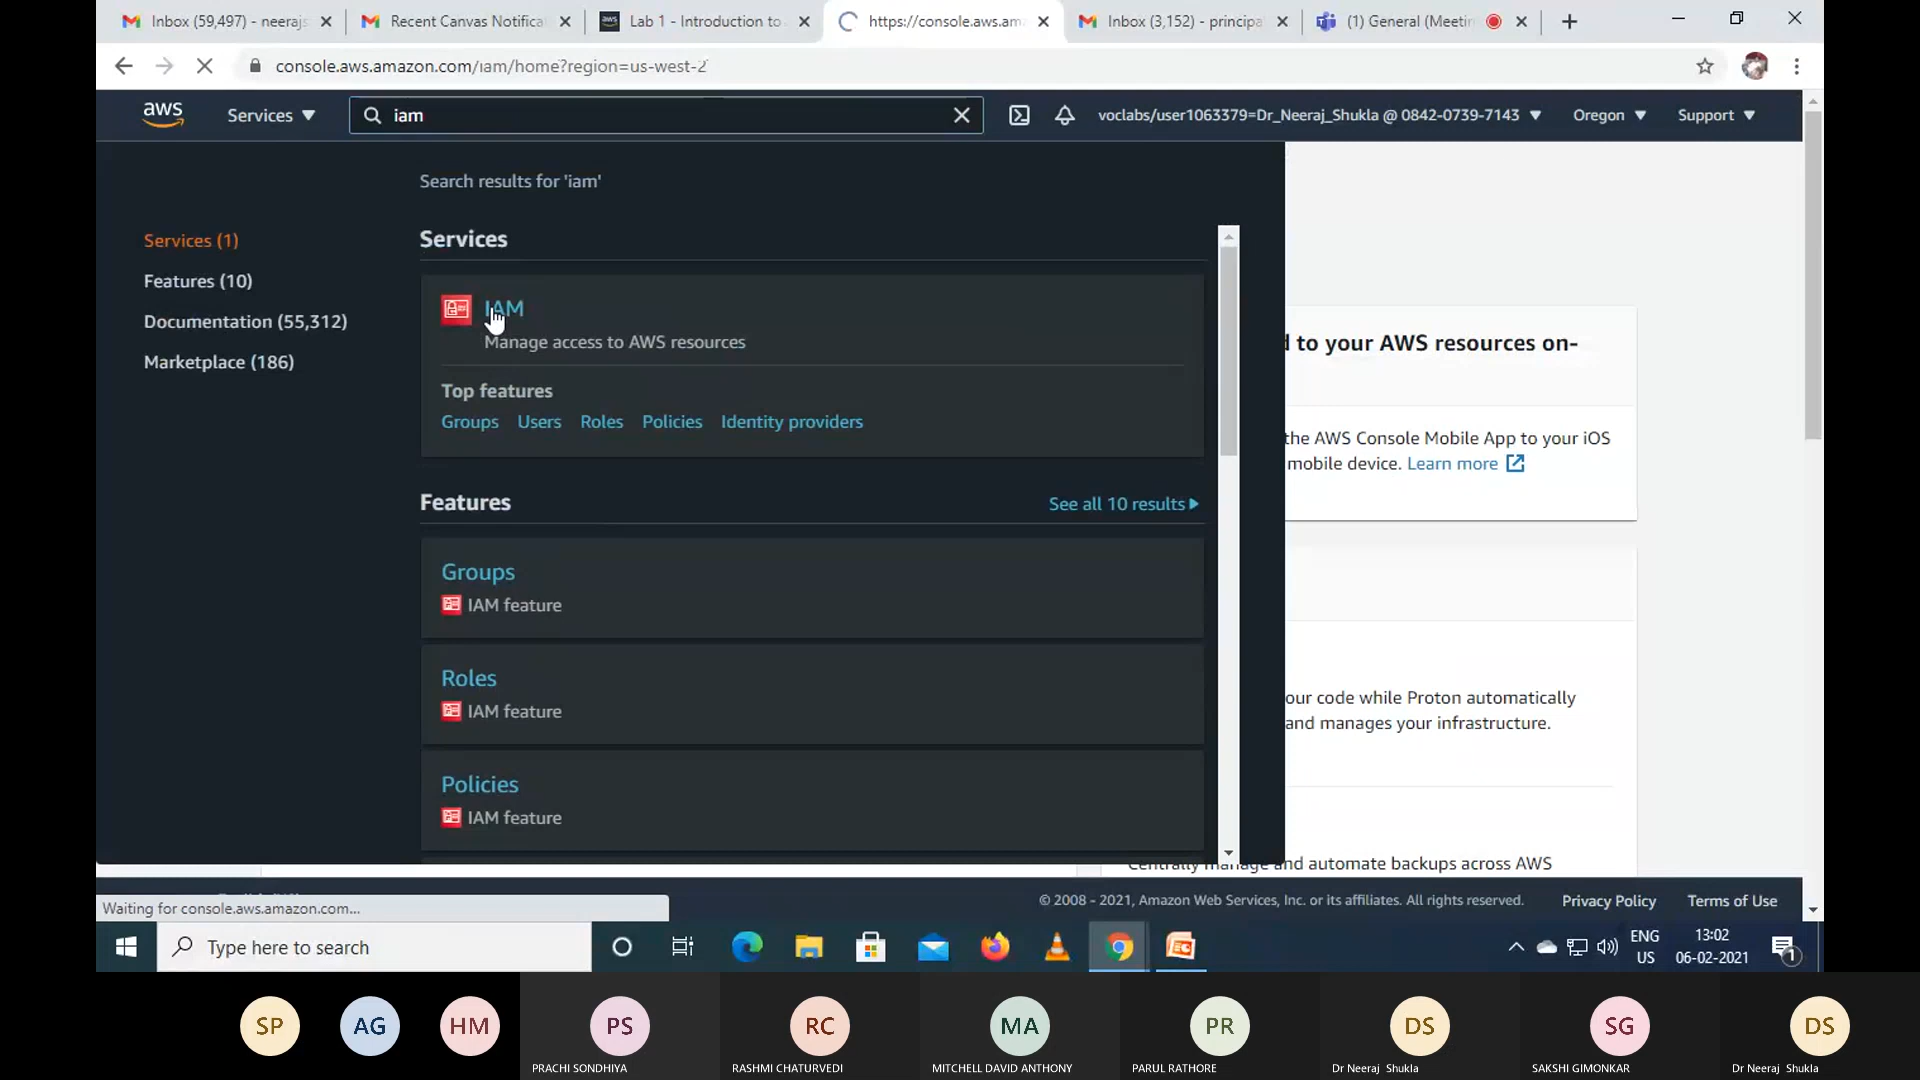 Inbox (59,497) - neerajs
Recent Canvas Notifica
aws
Lab 1 - Introduction to
https://console.aws.am
Inbox (3,152) - principa
(1) General (Meetin
console.aws.amazon.com/iam/home?region=us-west-2
aws
Services
iam
voclabs/user1063379=Dr_Neeraj_Shukla @ 0842-0739-7143
Oregon
Support
Search results for 'iam'
Services (1)
Features (10)
Documentation (55,312)
Marketplace (186)
Services
IAM
Manage access to AWS resources
Top features
Groups Users Roles Policies Identity providers
Features
See all 10 results
Groups
IAM feature
Roles
IAM feature
Policies
IAM feature
d to your AWS resources on-
the AWS Console Mobile App to your iOS
mobile device. Learn more
our code while Proton automatically
and manages your infrastructure.
Centrally manage and automate backups across AWS
© 2008 - 2021, Amazon Web Services, Inc. or its affiliates. All rights reserved.
Privacy Policy
Terms of Use
Waiting for console.aws.amazon.com...
Type here to search
ENG
US
13:02
06-02-2021
1
SP
AG
HM
PS
RC
MA
PR
DS
SG
DS
PRACHI SONDHIYA
RASHMI CHATURVEDI
MITCHELL DAVID ANTHONY
PARUL RATHORE
Dr Neeraj Shukla
SAKSHI GIMONKAR
Dr Neeraj Shukla